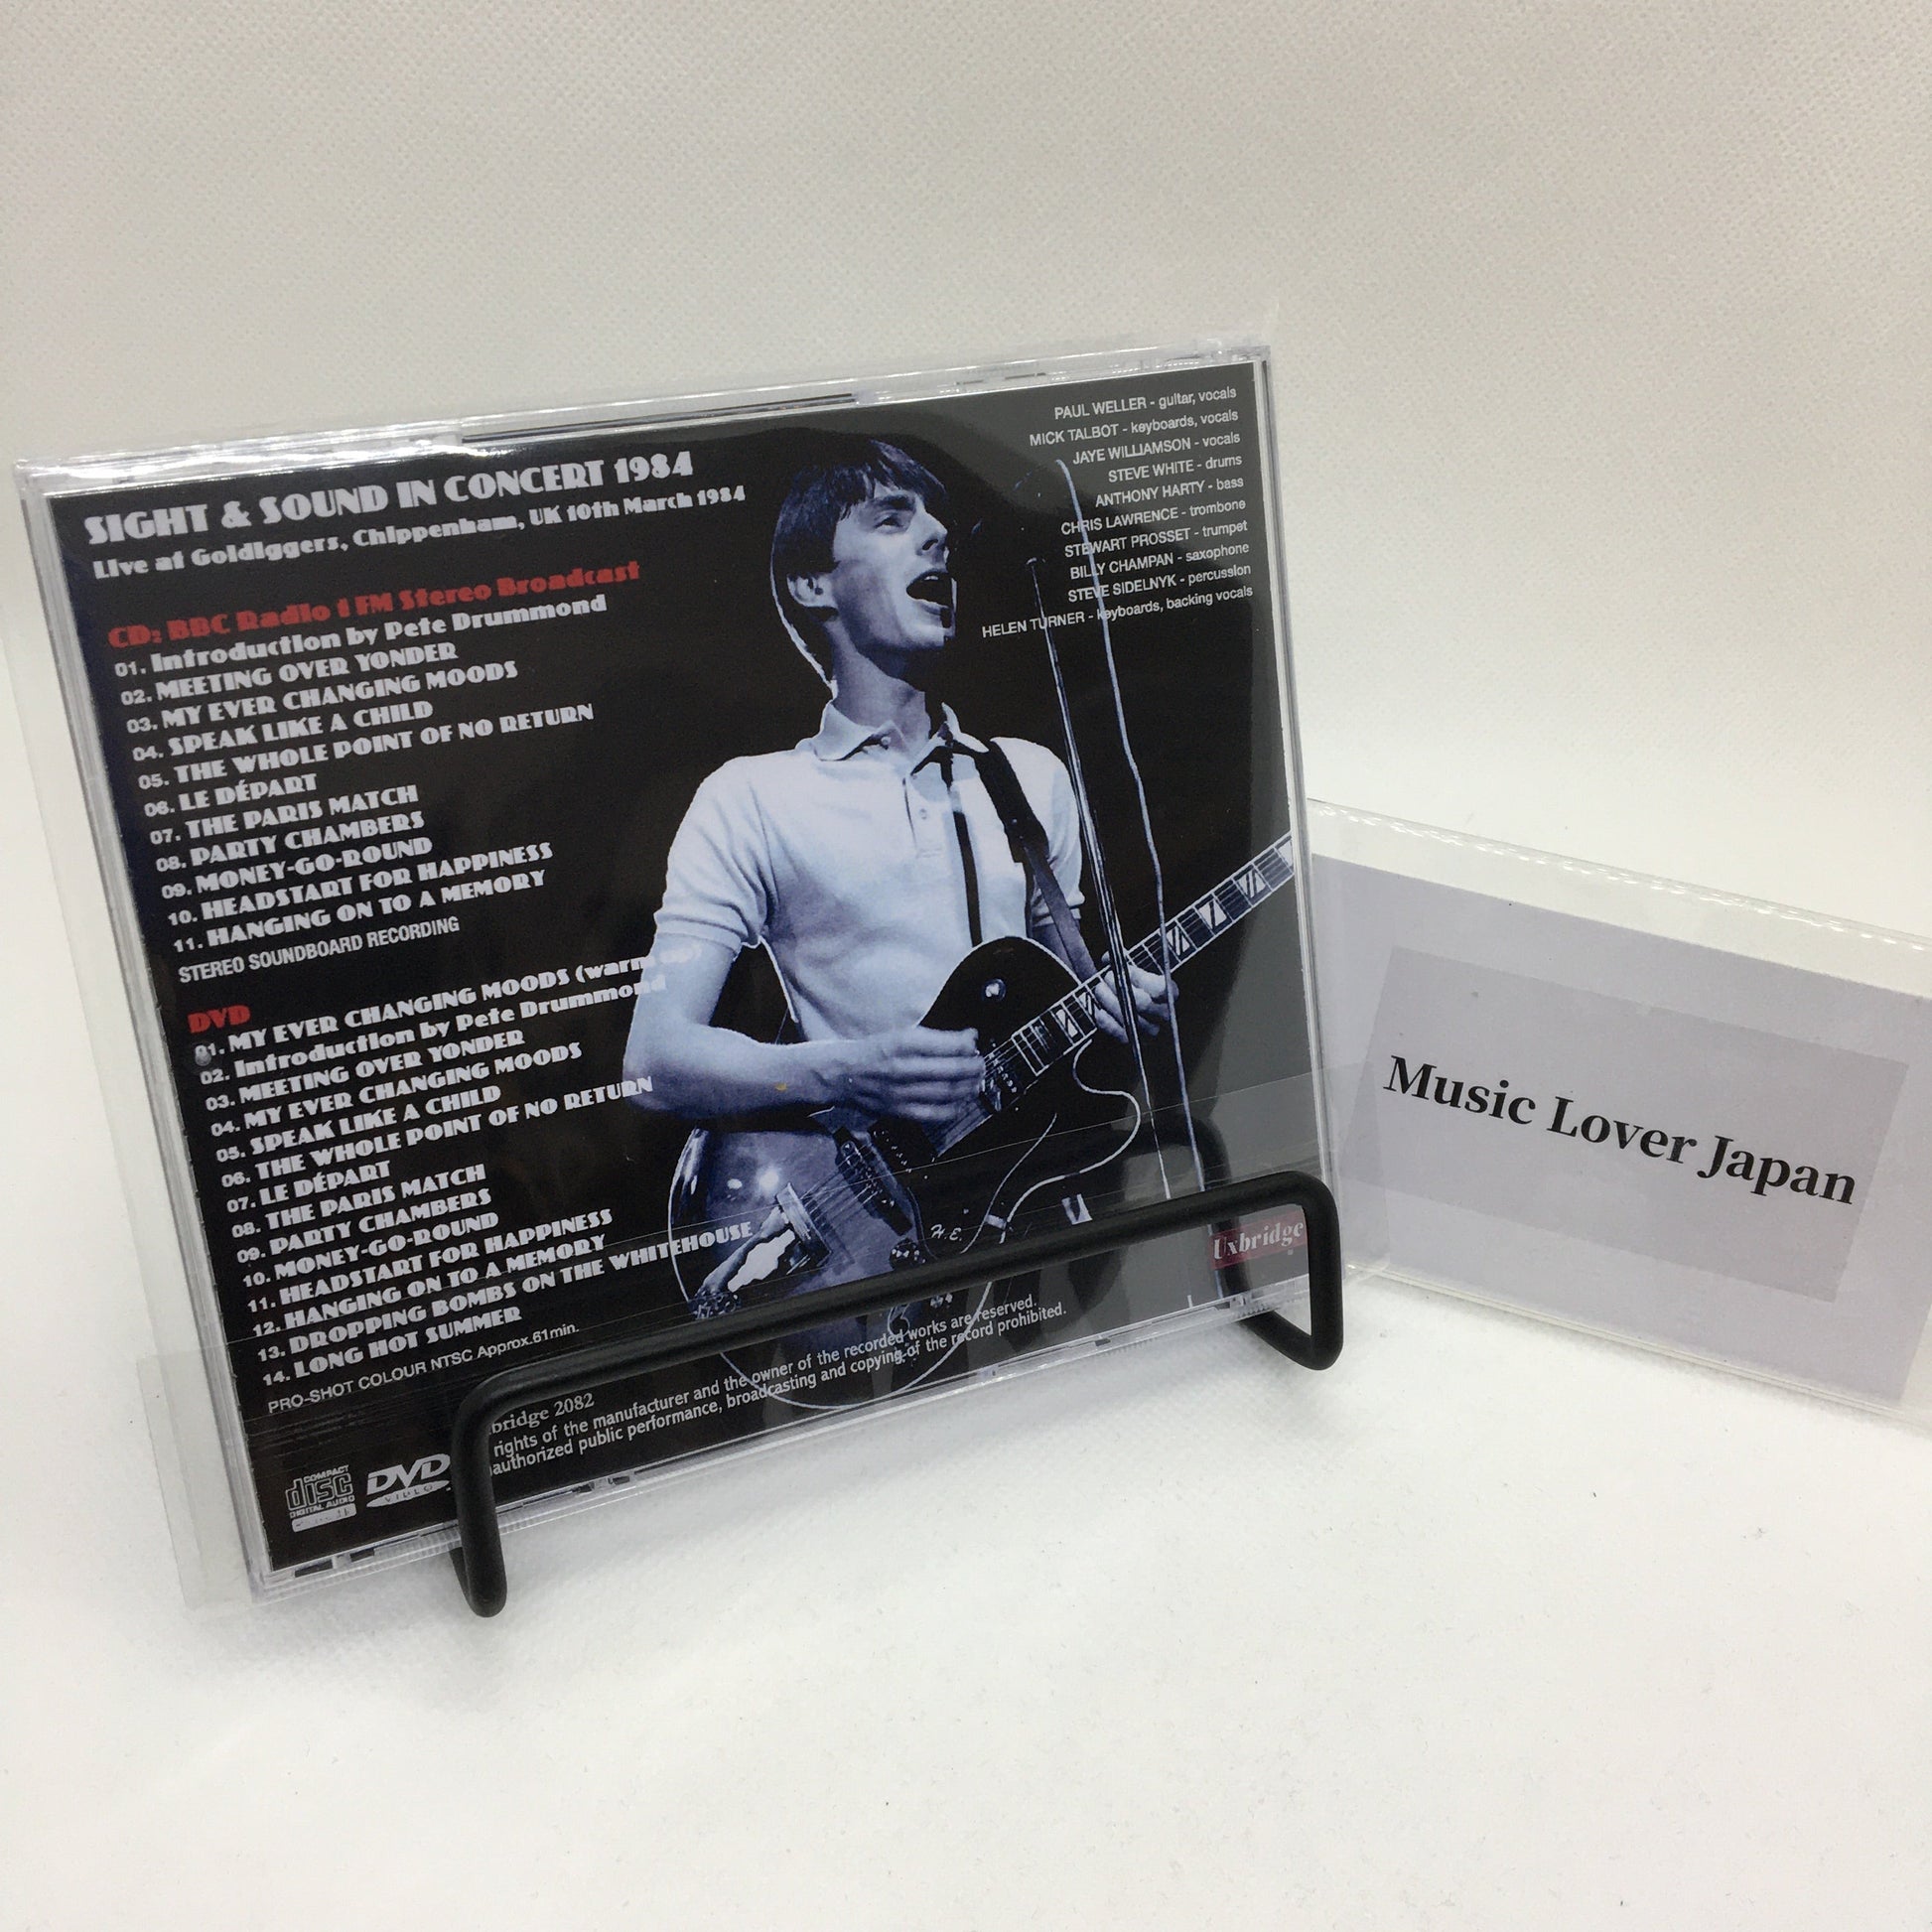 SIGHT & SOUND IN CONCERT 1984
Live at Goldiggers, Chippenham, UK 10th March 1984
CD: BBC Radio 1 FM Stereo Broadcast
01. Introduction by Pete Drummond
02. MEETING OVER YONDER
03. MY EVER CHANGING MOODS
04. SPEAK LIKE A CHILD
05. THE WHOLE POINT OF NO RETURN
06. LE DÉPART
07. THE PARIS MATCH
08. PARTY CHAMBERS
09. MONEY-GO-ROUND
10. HEADSTART FOR HAPPINESS
11. HANGING ON TO A MEMORY
STEREO SOUNDBOARD RECORDING
DVD
01. MY EVER CHANGING MOODS (warm up)
02. Introduction by Pete Drummond
03. MEETING OVER YONDER
04. MY EVER CHANGING MOODS
05. SPEAK LIKE A CHILD
06. THE WHOLE POINT OF NO RETURN
07. LE DÉPART
08. THE PARIS MATCH
09. PARTY CHAMBERS
10. MONEY-GO-ROUND
11. HEADSTART FOR HAPPINESS
12. HANGING ON TO A MEMORY
13. DROPPING BOMBS ON THE WHITEHOUSE
14. LONG HOT SUMMER
PRO-SHOT COLOUR NTSC Approx.61min.
PAUL WELLER - guitar, vocals
MICK TALBOT - keyboards, vocals
JAYE WILLIAMSON - vocals
STEVE WHITE - drums
ANTHONY HARTY - bass
CHRIS LAWRENCE - trombone
STEWART PROSSET - trumpet
BILLY CHAMPAN - saxophone
STEVE SIDELNYK - percussion
HELEN TURNER - keyboards, backing vocals
H.E.
Uxbridge
bridge 2082
rights of the manufacturer and the owner of the recorded works are reserved.
authorized public performance, broadcasting and copying of the record prohibited.
COMPACT
disc
DIGITAL AUDIO
DVD
VIDEO
Music Lover Japan